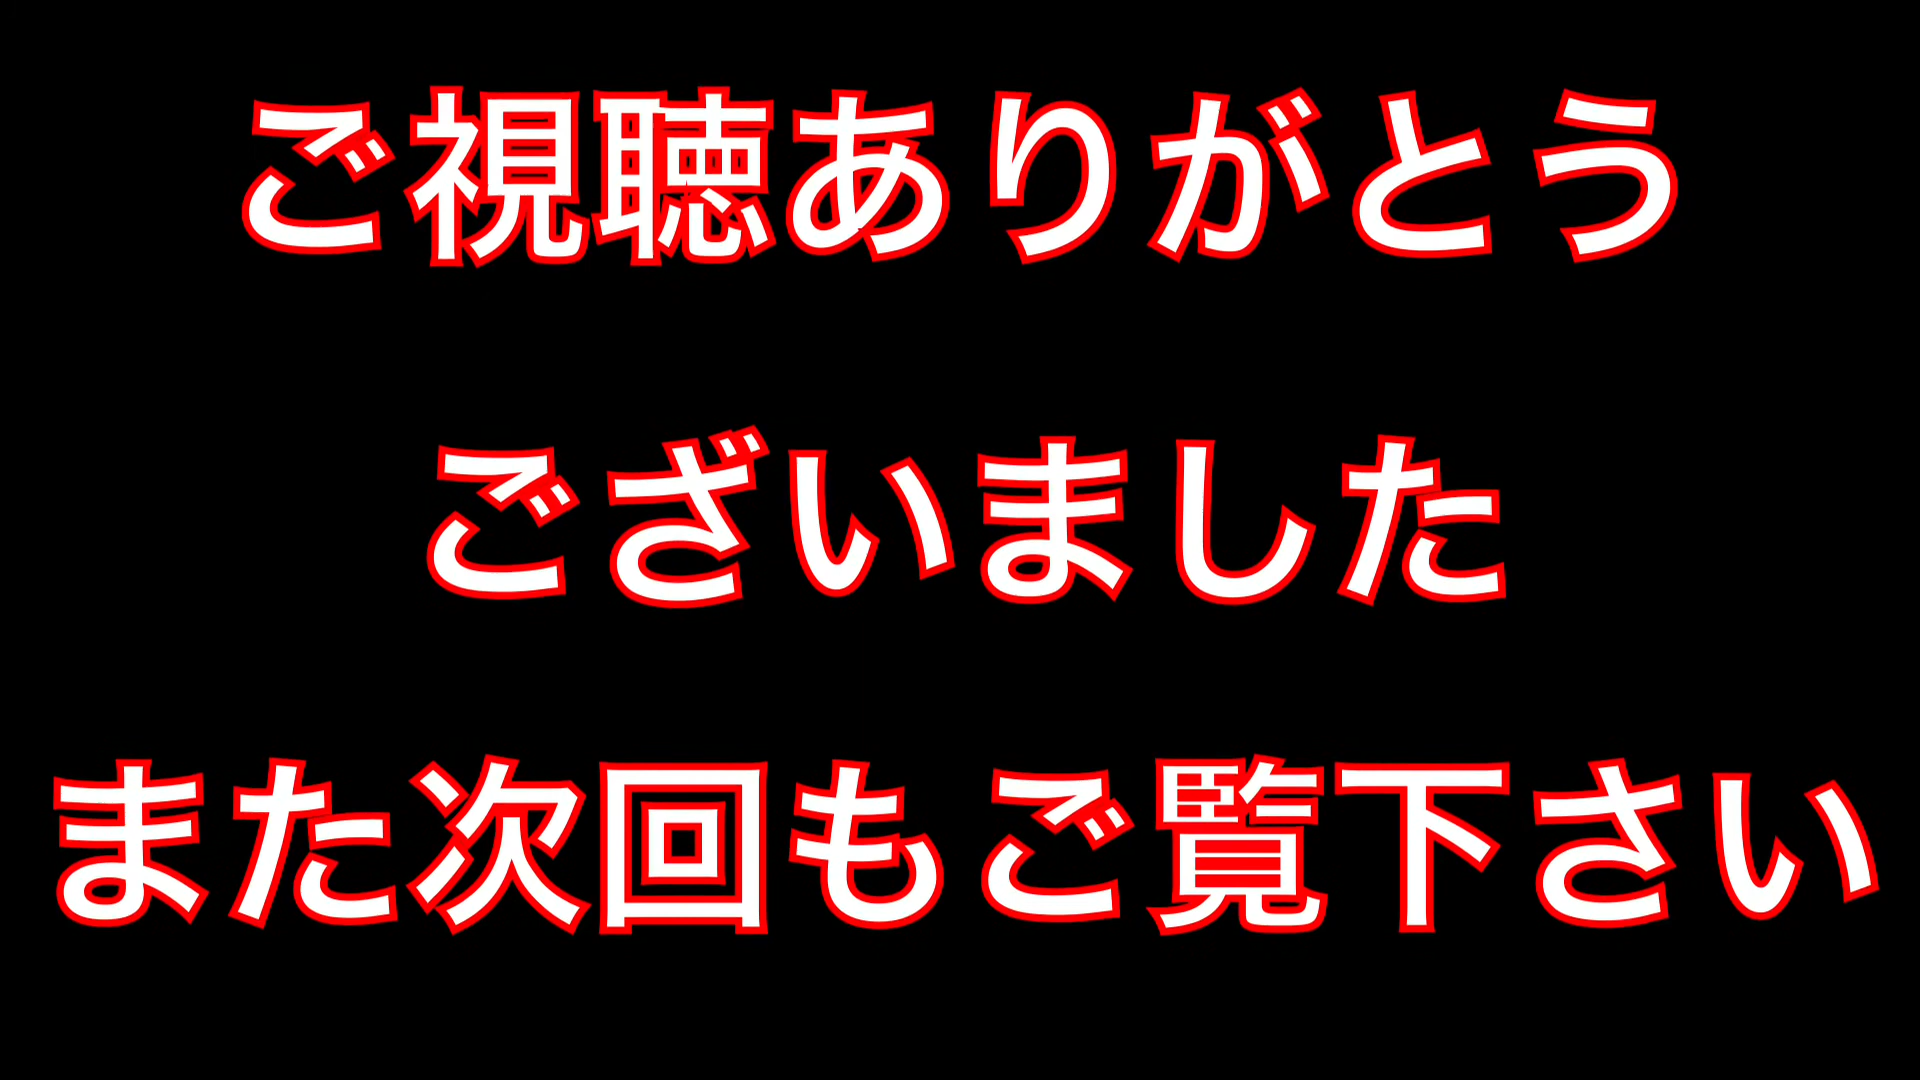 ご視聴ありがとう
ございました
また次回もご覧下さい